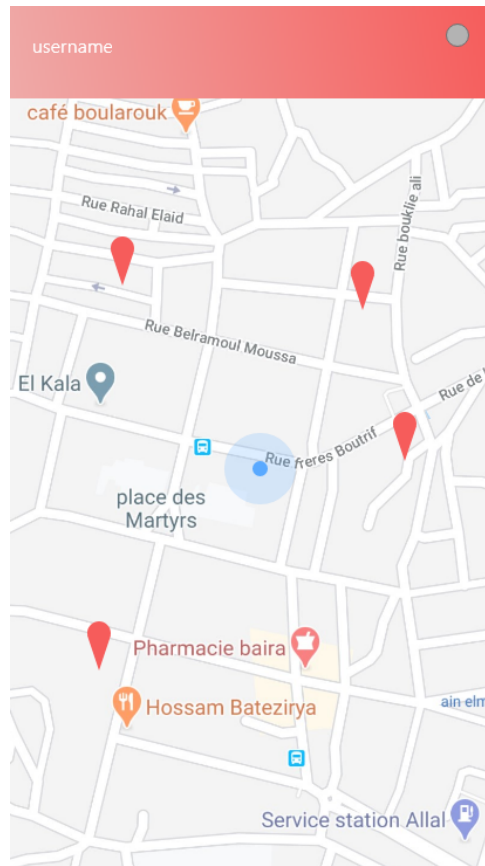 username
café boularouk
Rue Rahal Elaid
Rue bouklie ali
Rue Belramoul Moussa
El Kala
Rue de
Rue freres Boutrif
place des
Martyrs
Pharmacie baira
Hossam Batezirya
ain elm
Service station Allal